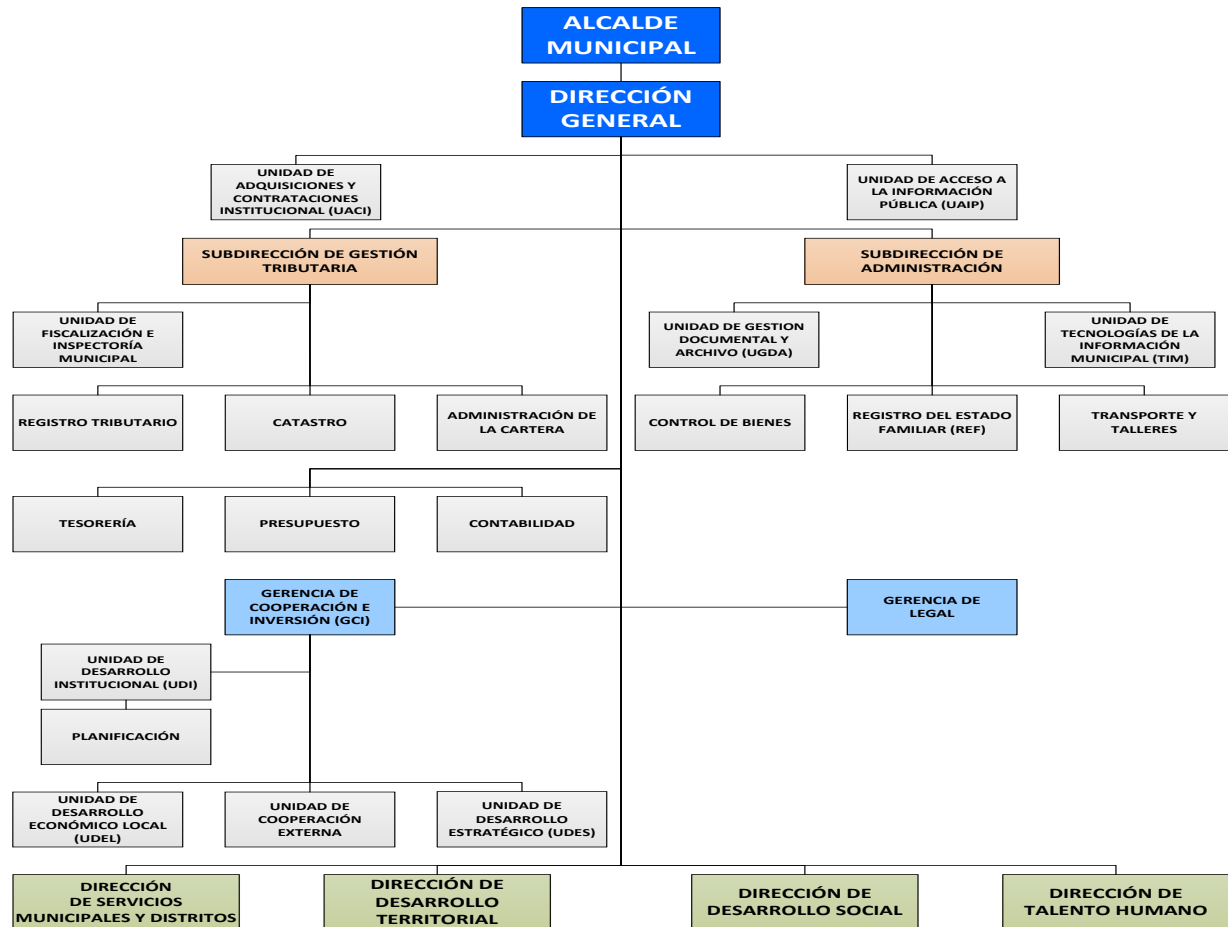 ALCALDE
MUNICIPAL
DIRECCIÓN
GENERAL
UNIDAD DE
ADQUISICIONES Y
CONTRATACIONES
INSTITUCIONAL (UACI)
UNIDAD DE ACCESO A
LA INFORMACIÓN
PÚBLICA (UAIP)
SUBDIRECCIÓN DE GESTIÓN
TRIBUTARIA
SUBDIRECCIÓN DE
ADMINISTRACIÓN
UNIDAD DE
FISCALIZACIÓN E
INSPECTORÍA
MUNICIPAL
UNIDAD DE GESTION
DOCUMENTAL Y
ARCHIVO (UGDA)
UNIDAD DE
TECNOLOGÍAS DE LA
INFORMACIÓN
MUNICIPAL (TIM)
REGISTRO TRIBUTARIO
CATASTRO
ADMINISTRACIÓN DE
LA CARTERA
CONTROL DE BIENES
REGISTRO DEL ESTADO
FAMILIAR (REF)
TRANSPORTE Y
TALLERES
TESORERÍA
PRESUPUESTO
CONTABILIDAD
GERENCIA DE
COOPERACIÓN E
INVERSIÓN (GCI)
GERENCIA DE
LEGAL
UNIDAD DE
DESARROLLO
INSTITUCIONAL (UDI)
PLANIFICACIÓN
UNIDAD DE
DESARROLLO
ECONÓMICO LOCAL
(UDEL)
UNIDAD DE
COOPERACIÓN
EXTERNA
UNIDAD DE
DESARROLLO
ESTRATÉGICO (UDES)
DIRECCIÓN
DE SERVICIOS
MUNICIPALES Y DISTRITOS
DIRECCIÓN DE
DESARROLLO
TERRITORIAL
DIRECCIÓN DE
DESARROLLO SOCIAL
DIRECCIÓN DE
TALENTO HUMANO